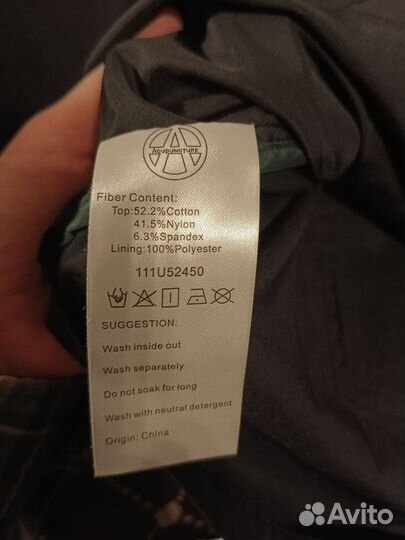 ACUPUNCTURE
Fiber Content:
Top:52.2%Cotton
41.5%Nylon
6.3%Spandex
Lining:100%Polyester
111U52450
SUGGESTION:
Wash inside out
Wash separately
Do not soak for long
Wash with neutral detergent
Origin: China
Avito